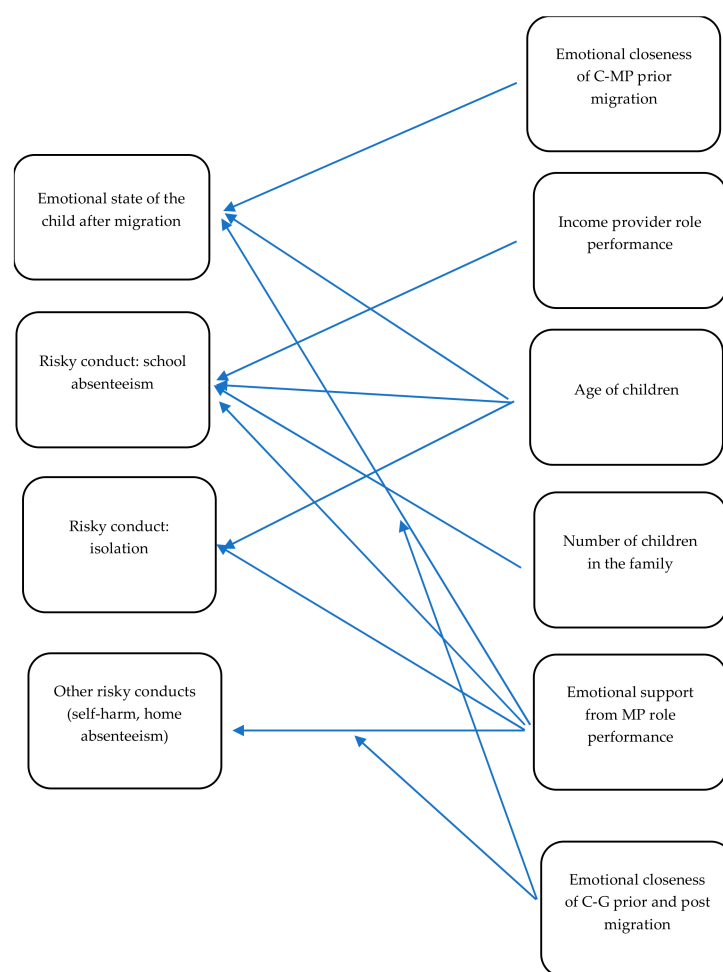 Emotional closeness
of C-MP prior
migration
Emotional state of the
child after migration
Income provider role
performance
Risky conduct: school
absenteeism
Age of children
Risky conduct:
isolation
Number of children
in the family
Other risky conducts
(self-harm, home
absenteeism)
Emotional support
from MP role
performance
Emotional closeness
of C-G prior and post
migration